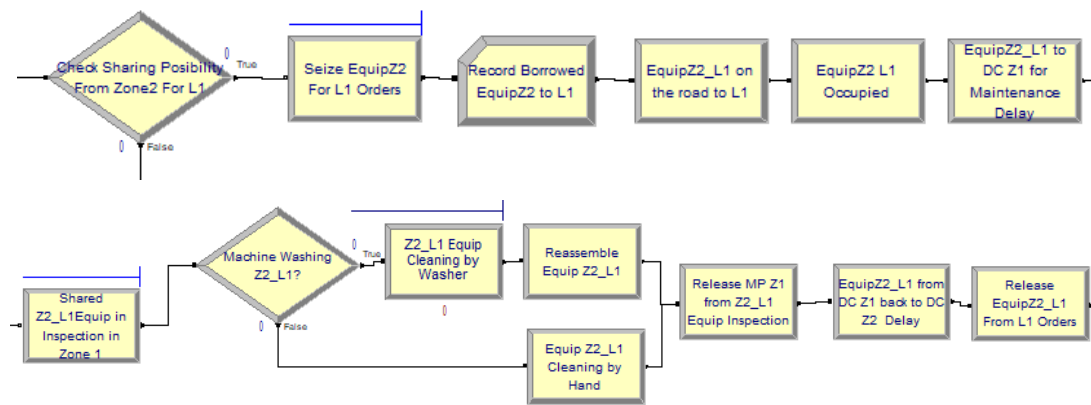 Check Sharing Posibility
From Zone2 For L1
0
True
0
False
Seize EquipZ2
For L1 Orders
Record Borrowed
EquipZ2 to L1
EquipZ2_L1 on
the road to L1
EquipZ2 L1
Occupied
EquipZ2_L1 to
DC Z1 for
Maintenance
Delay
Shared
Z2_L1Equip in
Inspection in
Zone 1
Machine Washing
Z2_L1?
0
True
0
False
Z2_L1 Equip
Cleaning by
Washer
0
Reassemble
Equip Z2_L1
Equip Z2_L1
Cleaning by
Hand
Release MP Z1
from Z2_L1
Equip Inspection
EquipZ2_L1 from
DC Z1 back to DC
Z2 Delay
Release
EquipZ2_L1
From L1 Orders